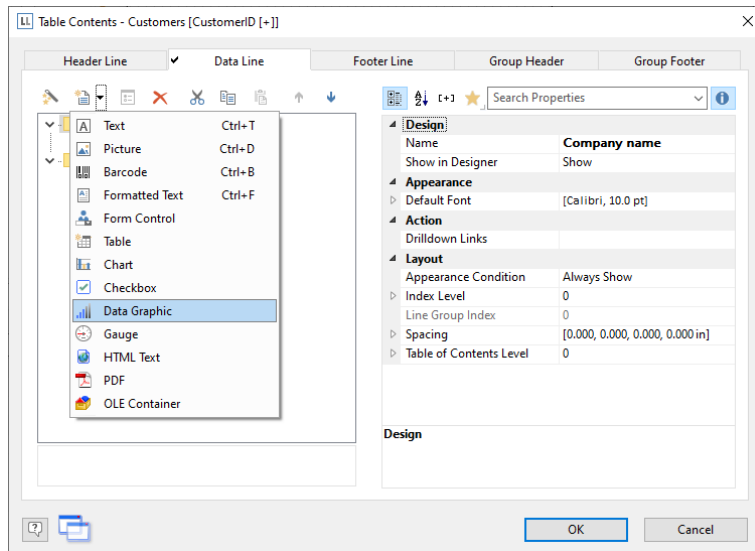 LL Table Contents - Customers [CustomerID [+]]
Header Line
Data Line
Footer Line
Group Header
Group Footer
Search Properties
Text Ctrl+T
Picture Ctrl+D
Barcode Ctrl+B
Formatted Text Ctrl+F
Form Control
Table
Chart
Checkbox
Data Graphic
Gauge
HTML Text
PDF
OLE Container
Design
Name Company name
Show in Designer Show
Appearance
Default Font [Calibri, 10.0 pt]
Action
Drilldown Links
Layout
Appearance Condition Always Show
Index Level 0
Line Group Index 0
Spacing [0.000, 0.000, 0.000, 0.000 in]
Table of Contents Level 0
Design
OK
Cancel